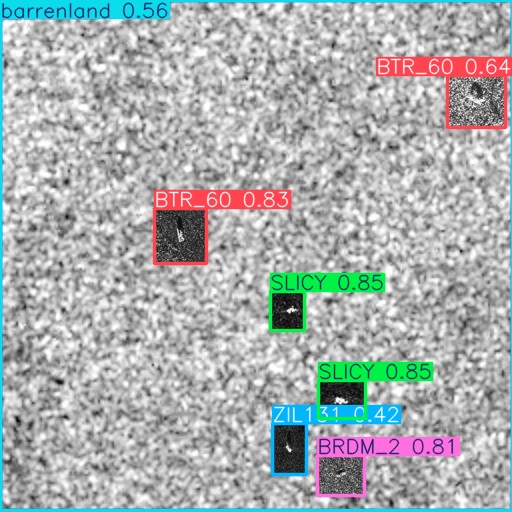 barrenland 0.56
BTR_60 0.64
BTR_60 0.83
SLICY 0.85
SLICY 0.85
ZIL131 0.42
BRDM_2 0.81